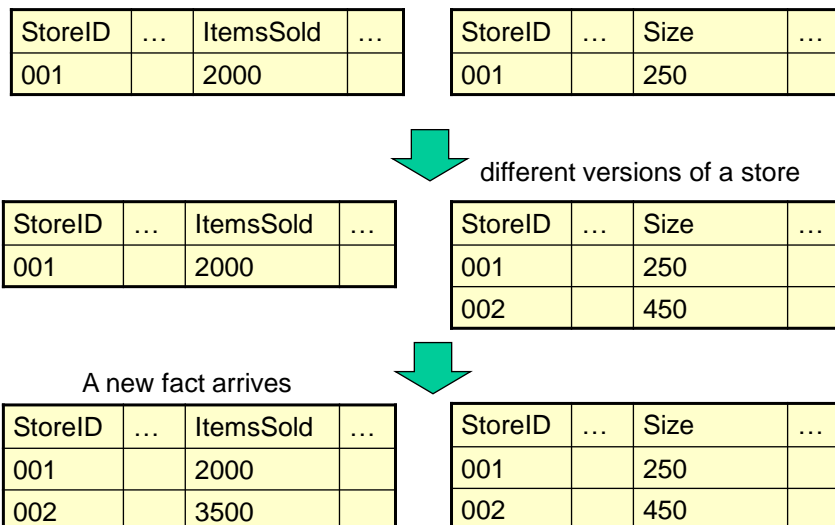 StoreID … ItemsSold … StoreID … Size …
001 2000 001 250
different versions of a store
StoreID … ItemsSold … StoreID … Size …
001 2000 001 250
002 450
A new fact arrives
StoreID … ItemsSold … StoreID … Size …
001 2000 001 250
002 3500 002 450